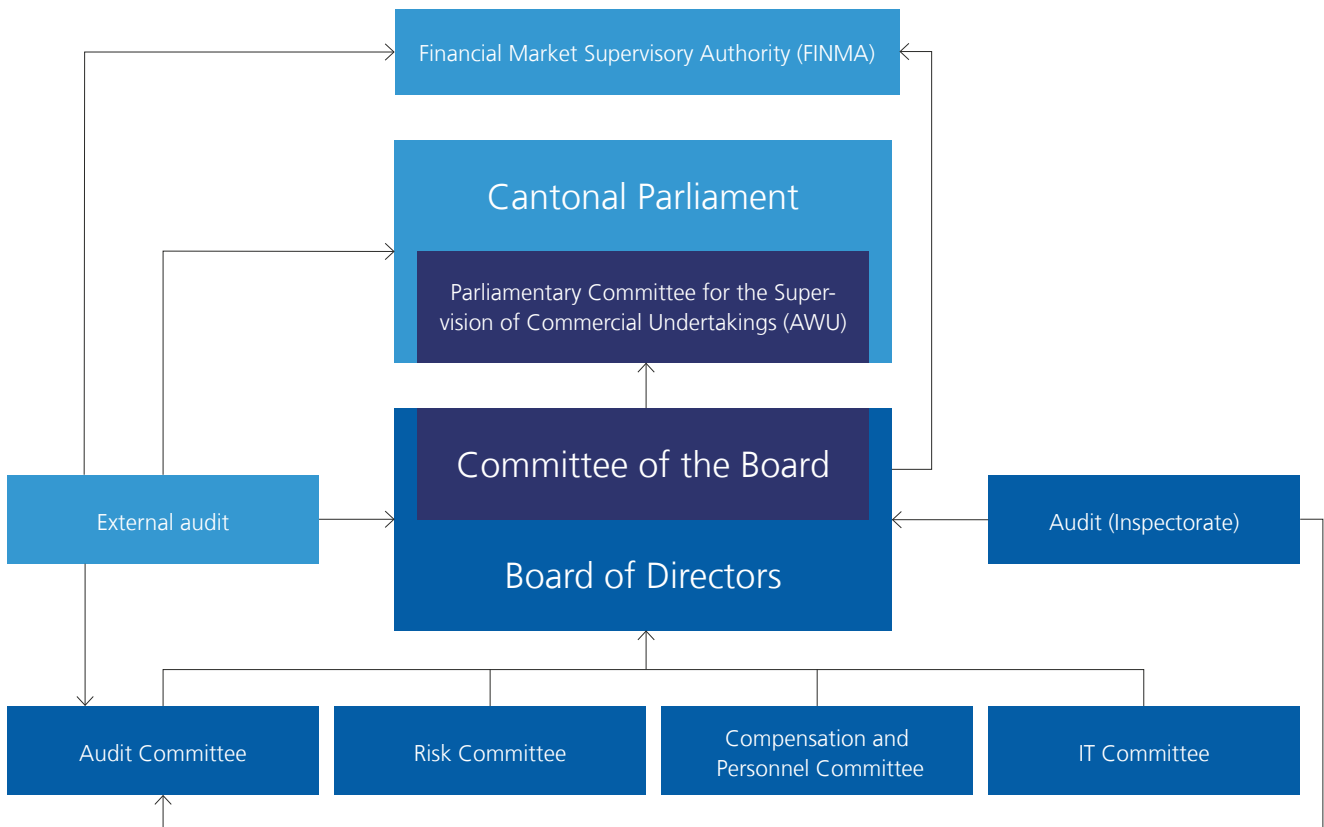 Financial Market Supervisory Authority (FINMA)
Cantonal Parliament
Parliamentary Committee for the Super-
vision of Commercial Undertakings (AWU)
Committee of the Board
External audit
Audit (Inspectorate)
Board of Directors
Audit Committee
Risk Committee
Compensation and
Personnel Committee
IT Committee